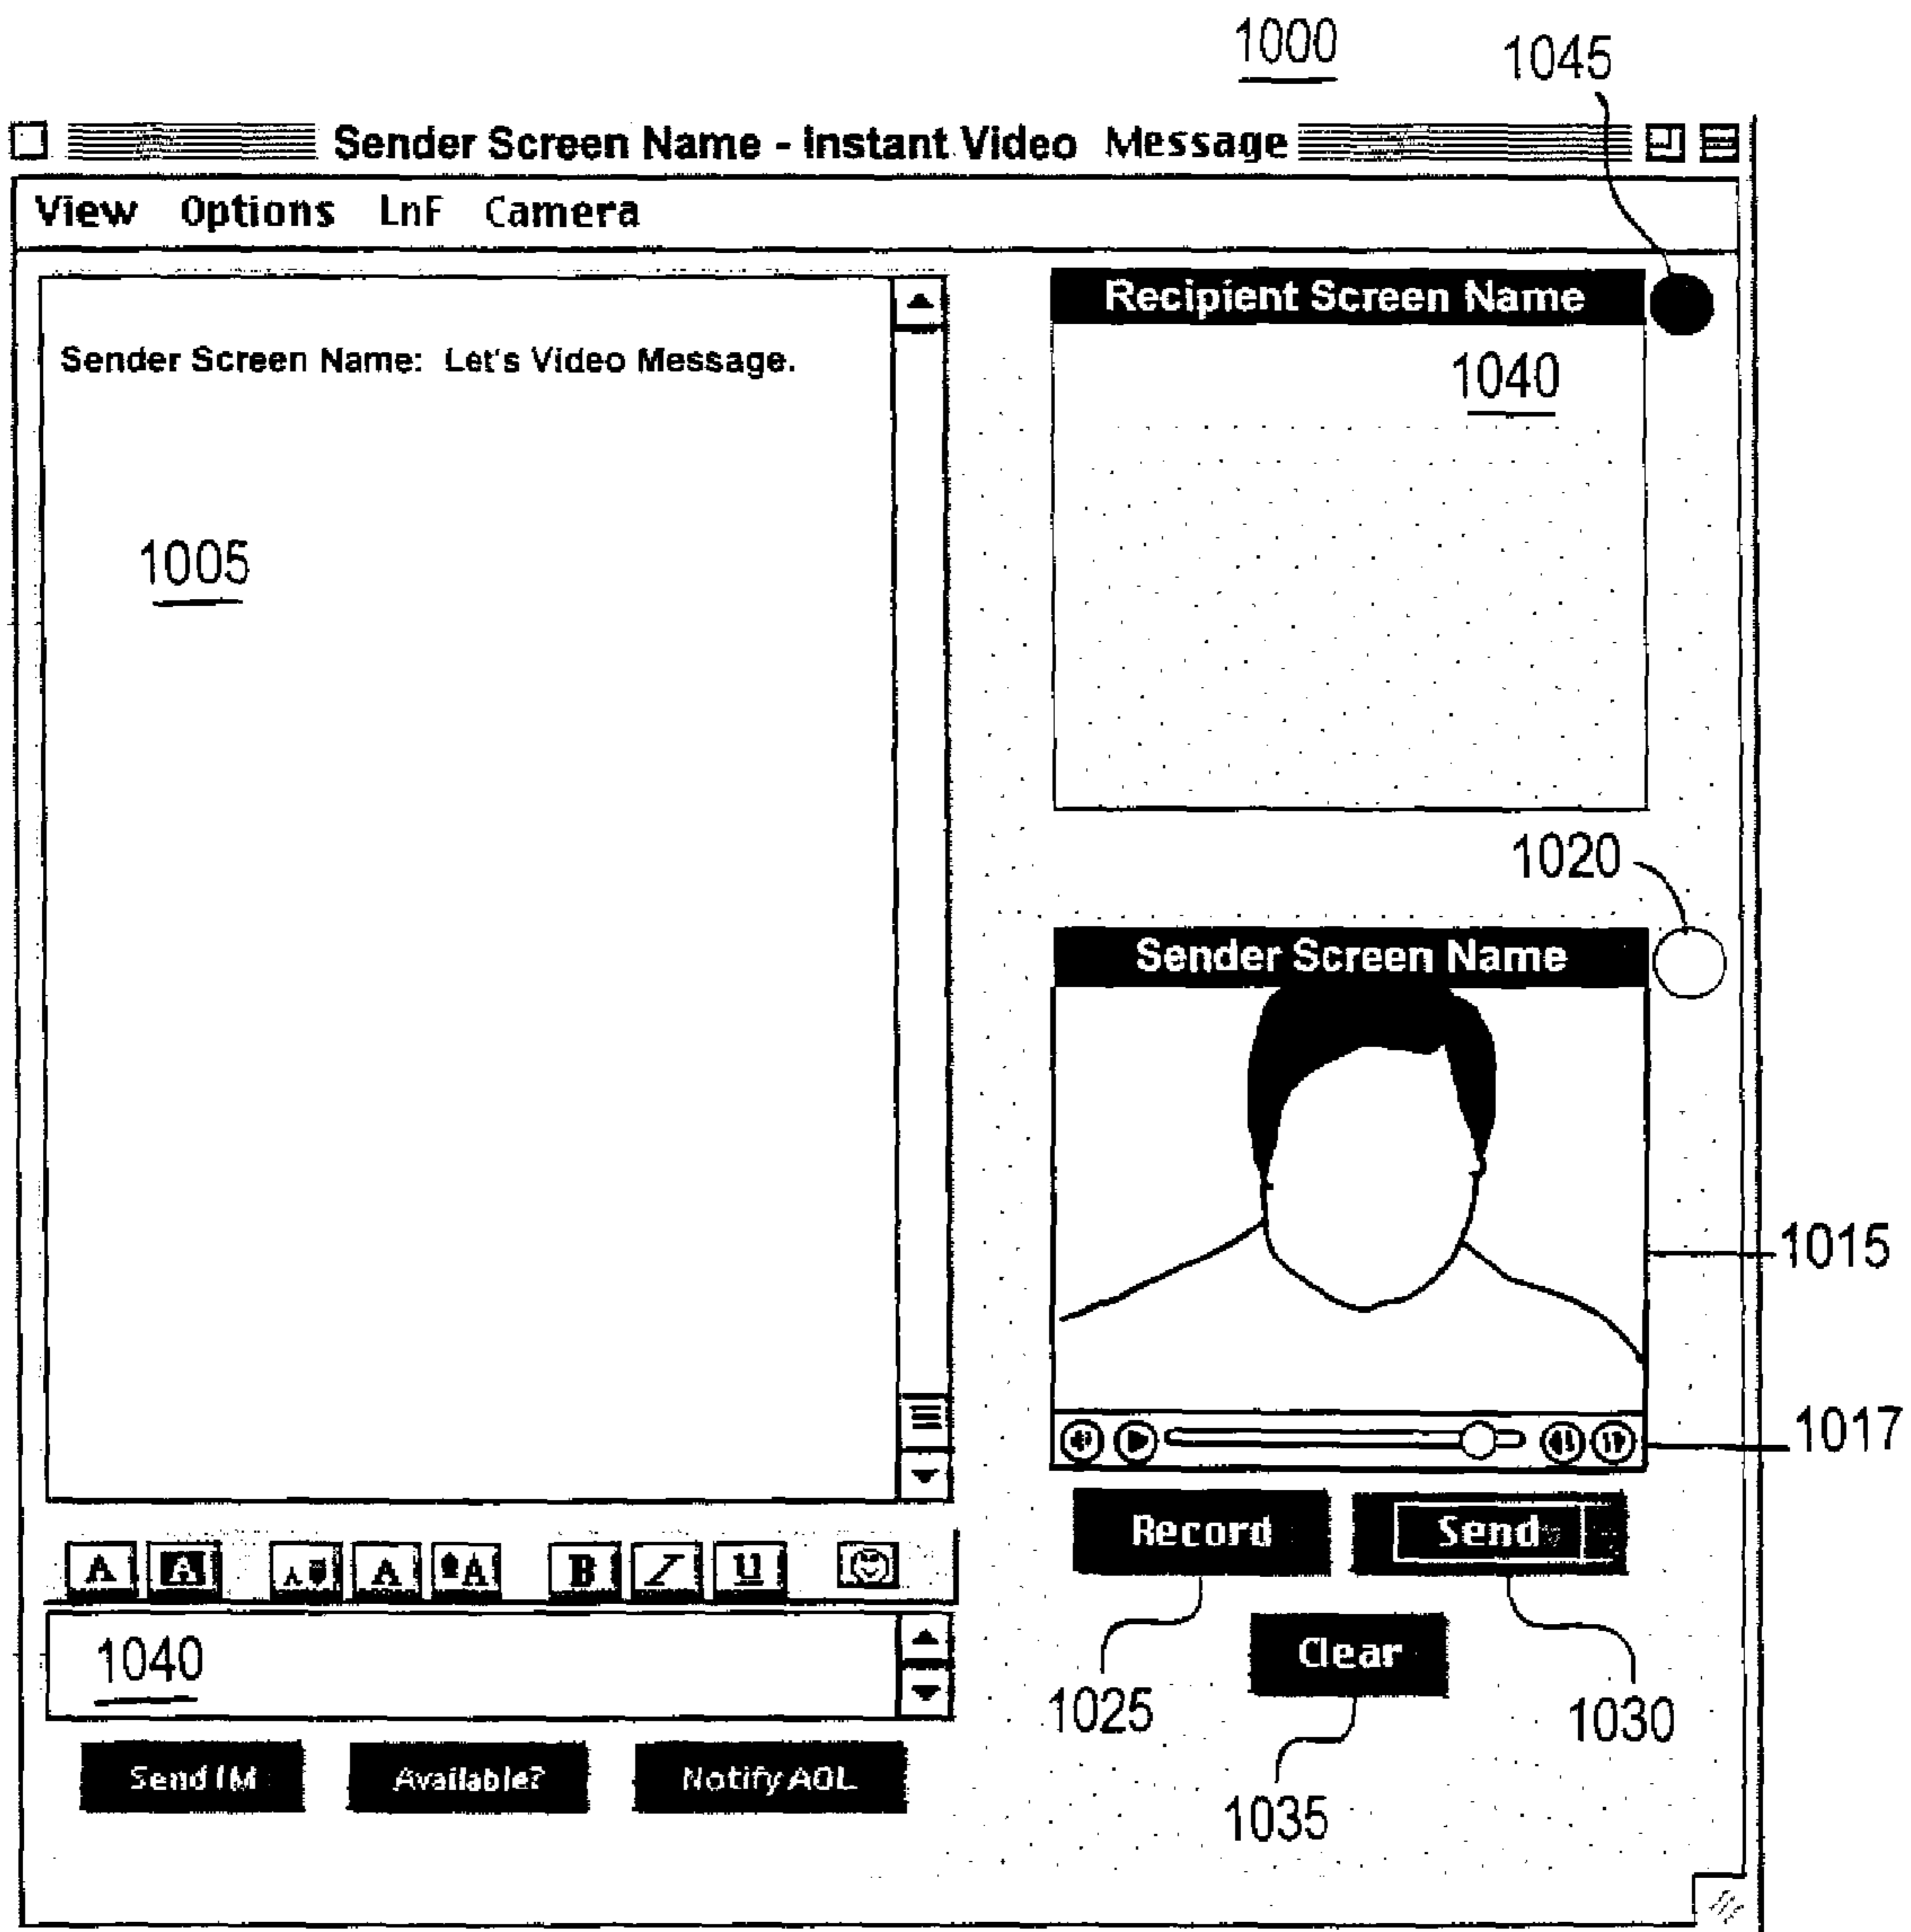 1000
1045
Sender Screen Name - Instant Video Message
View Options LnF Camera
Sender Screen Name: Let's Video Message.
1005
Recipient Screen Name
1040
1020
Sender Screen Name
1015
1017
Record
Send
Clear
1025
1030
1035
A A A A A B I U
1040
Send IM
Available?
Notify AOL